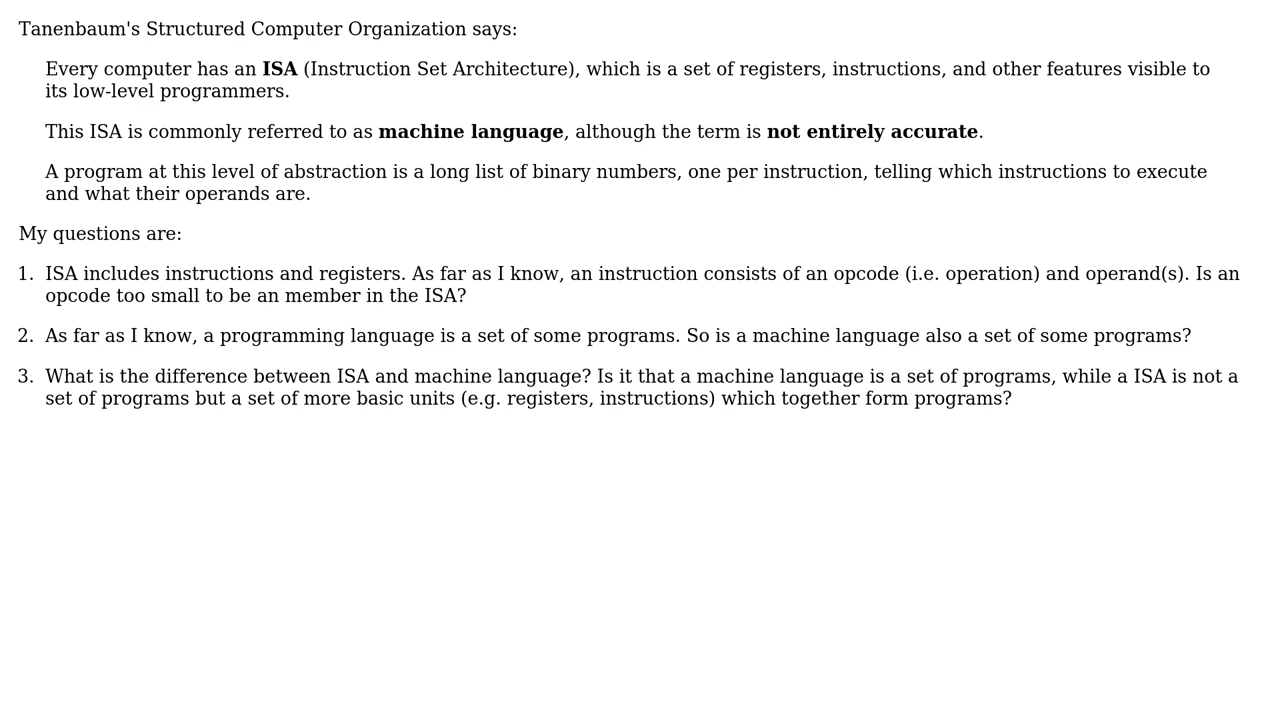 Tanenbaum's Structured Computer Organization says:
Every computer has an ISA (Instruction Set Architecture), which is a set of registers, instructions, and other features visible to
its low-level programmers.
This ISA is commonly referred to as machine language, although the term is not entirely accurate.
A program at this level of abstraction is a long list of binary numbers, one per instruction, telling which instructions to execute
and what their operands are.
My questions are:
1. ISA includes instructions and registers. As far as I know, an instruction consists of an opcode (i.e. operation) and operand(s). Is an
opcode too small to be an member in the ISA?
2. As far as I know, a programming language is a set of some programs. So is a machine language also a set of some programs?
3. What is the difference between ISA and machine language? Is it that a machine language is a set of programs, while a ISA is not a
set of programs but a set of more basic units (e.g. registers, instructions) which together form programs?